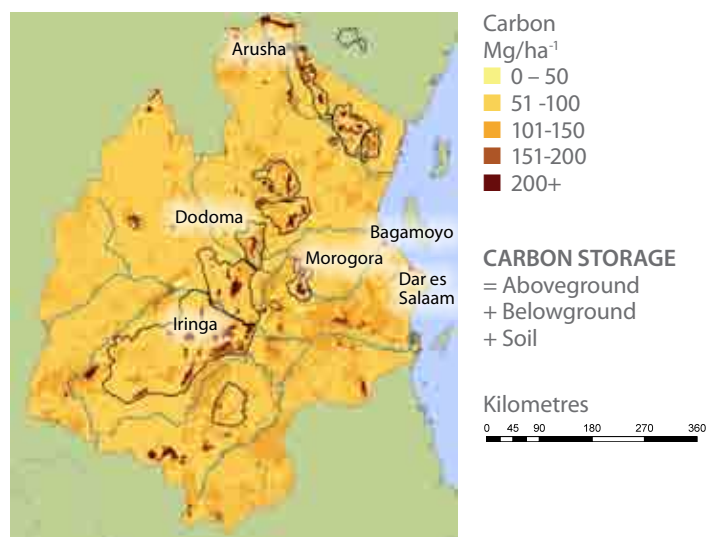 Arusha
Dodoma
Bagamoyo
Morogora
Dar es
Salaam
Iringa
Carbon
Mg/ha-1
0 – 50
51 -100
101-150
151-200
200+
CARBON STORAGE
= Aboveground
+ Belowground
+ Soil
Kilometres
0 45 90 180 270 360